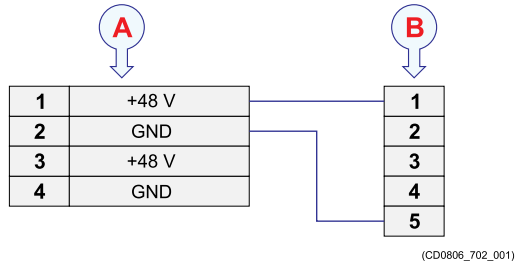 A B
1 +48 V 1
2 GND 2
3 +48 V 3
4 GND 4
5
(CD0806_702_001)